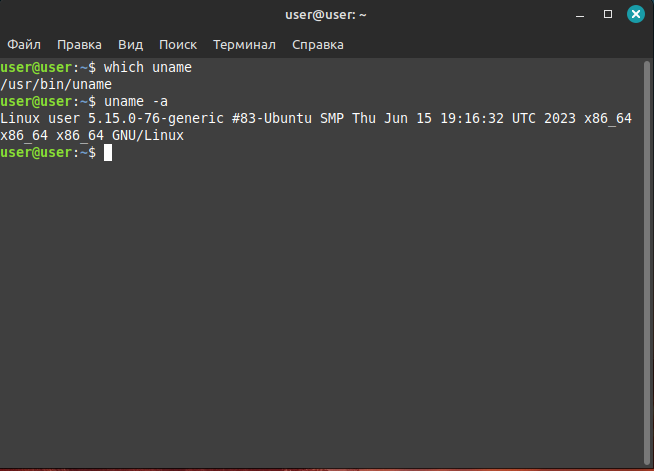 user@user: ~
Файл Правка Вид Поиск Терминал Справка
user@user:~$ which uname
/usr/bin/uname
user@user:~$ uname -a
Linux user 5.15.0-76-generic #83-Ubuntu SMP Thu Jun 15 19:16:32 UTC 2023 x86_64
x86_64 x86_64 GNU/Linux
user@user:~$